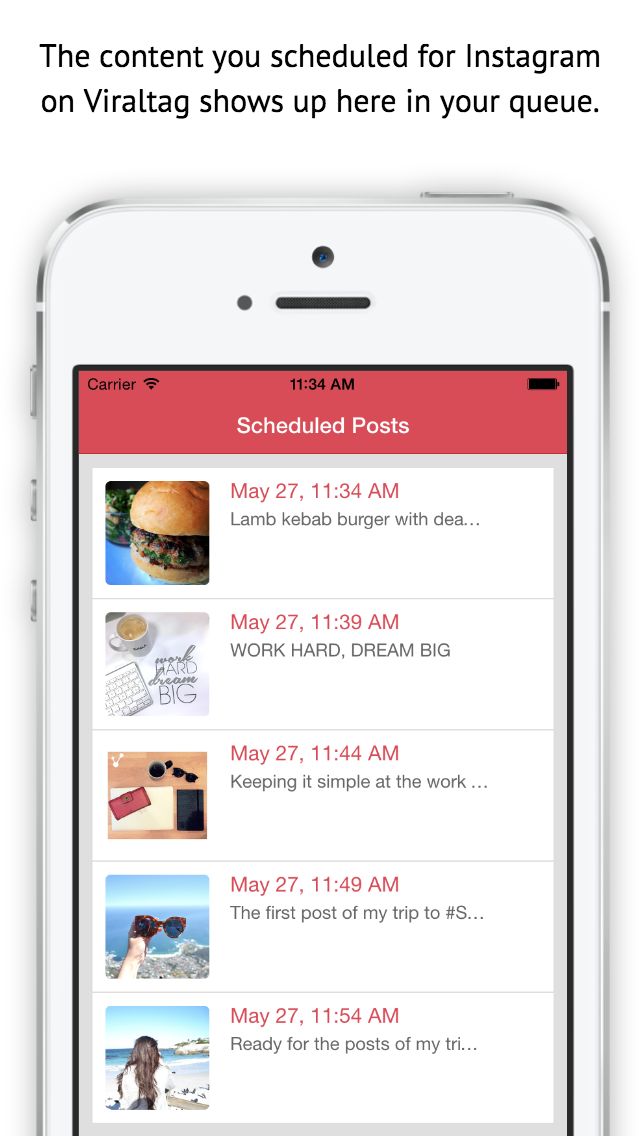 The content you scheduled for Instagram
on Viraltag shows up here in your queue.
Carrier 11:34 AM
Scheduled Posts
May 27, 11:34 AM
Lamb kebab burger with dea…
May 27, 11:39 AM
WORK HARD, DREAM BIG
work
HARD
dream
BIG
May 27, 11:44 AM
Keeping it simple at the work …
May 27, 11:49 AM
The first post of my trip to #S…
May 27, 11:54 AM
Ready for the posts of my tri…